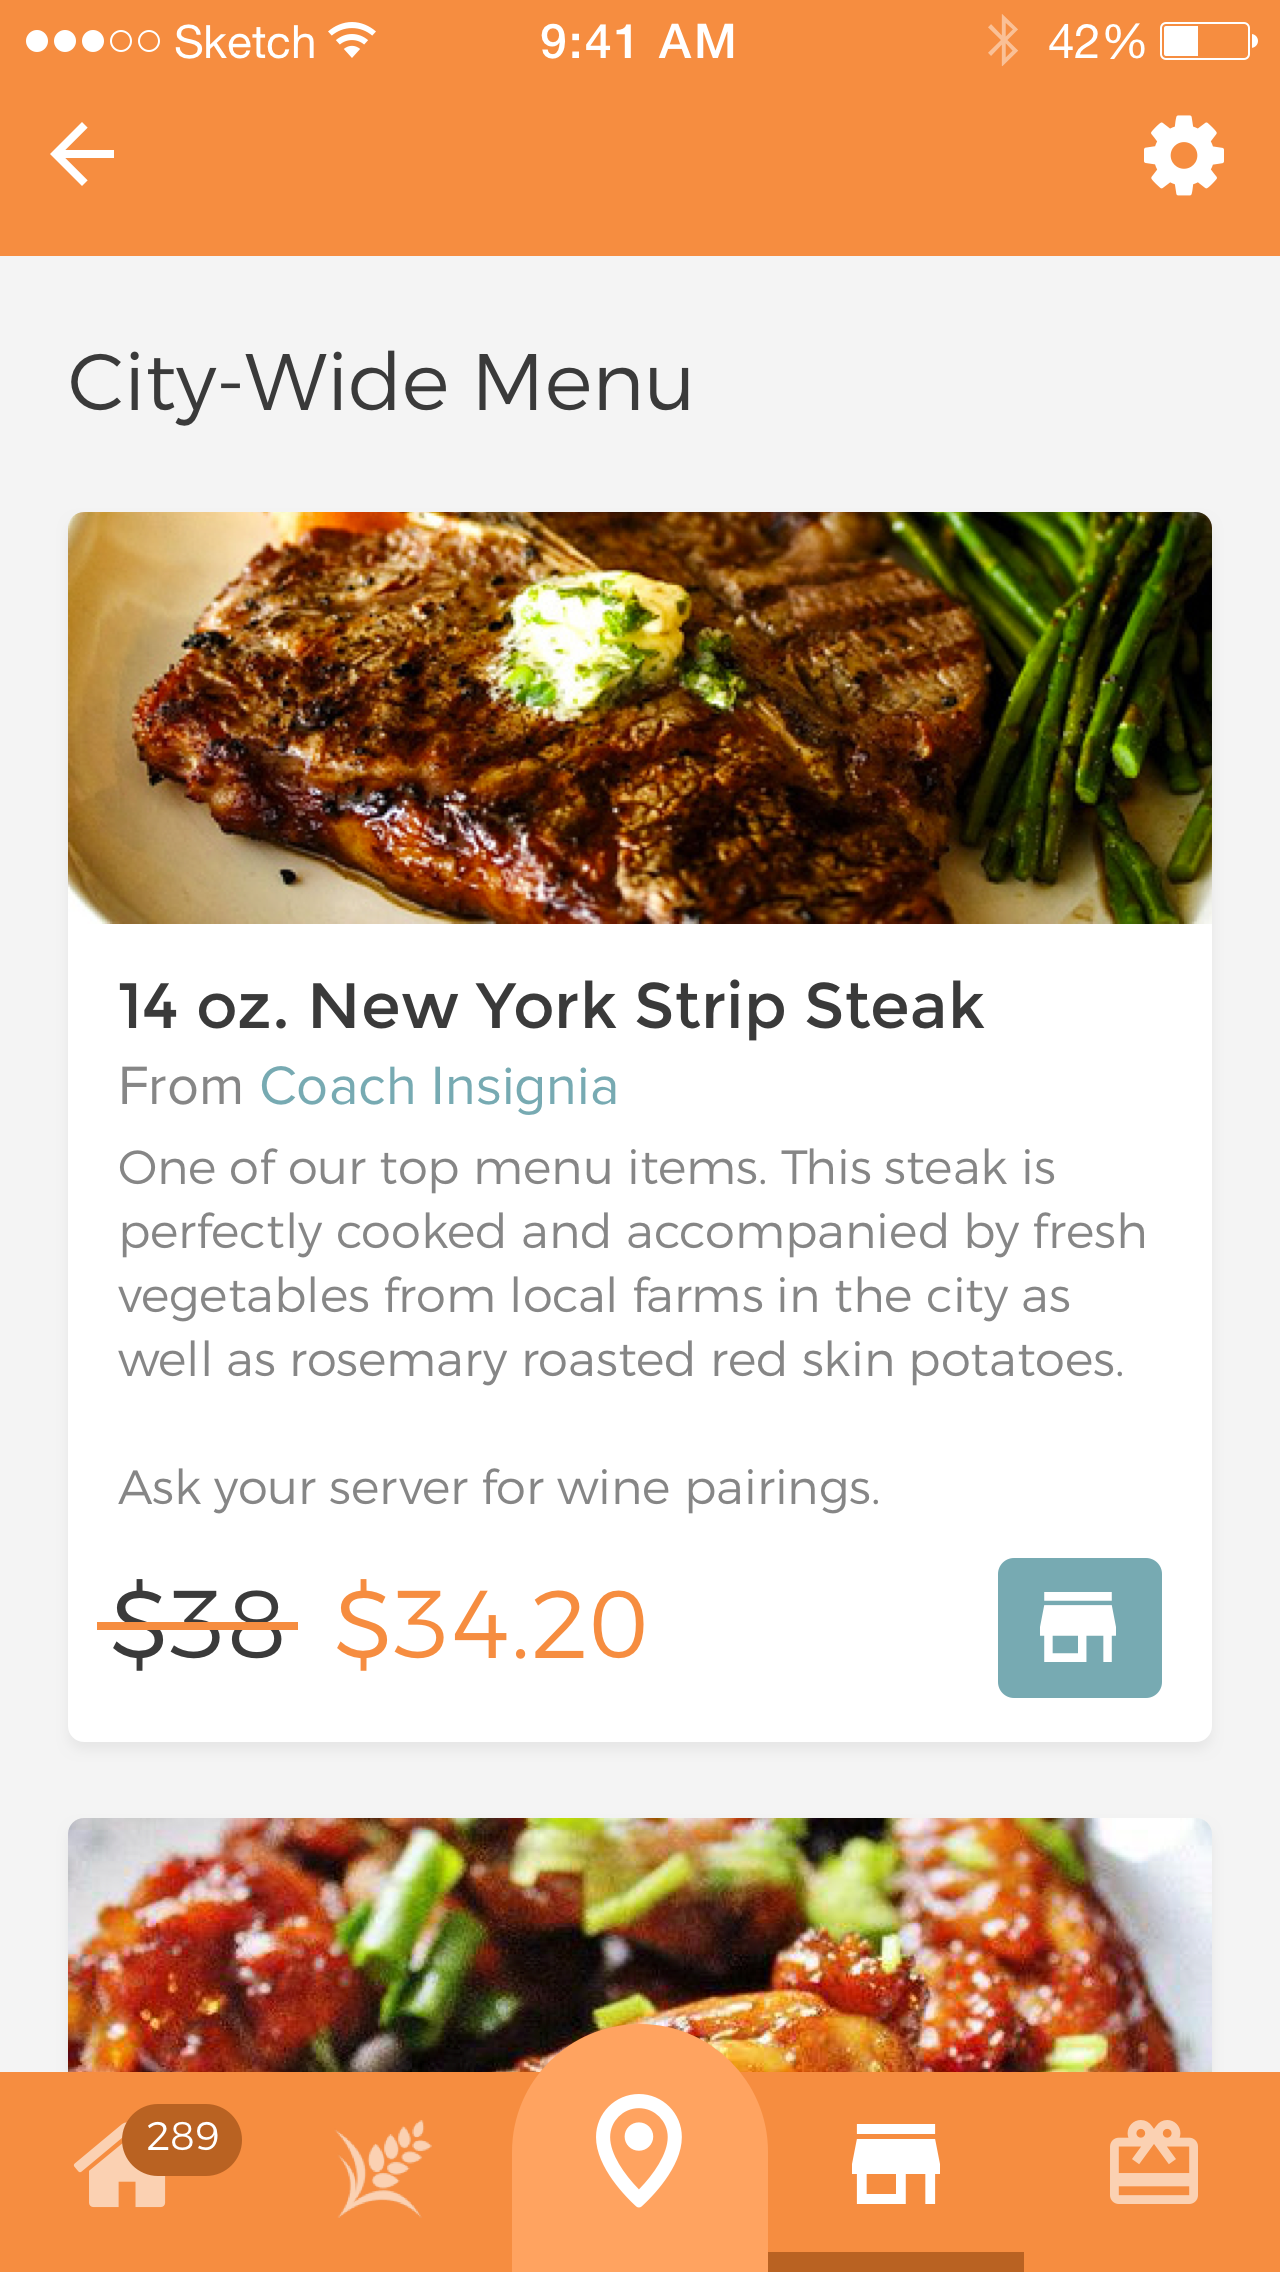 Sketch 9:41 AM 42%
City-Wide Menu
14 oz. New York Strip Steak
From Coach Insignia
One of our top menu items. This steak is
perfectly cooked and accompanied by fresh
vegetables from local farms in the city as
well as rosemary roasted red skin potatoes.
Ask your server for wine pairings.
$38 $34.20
289